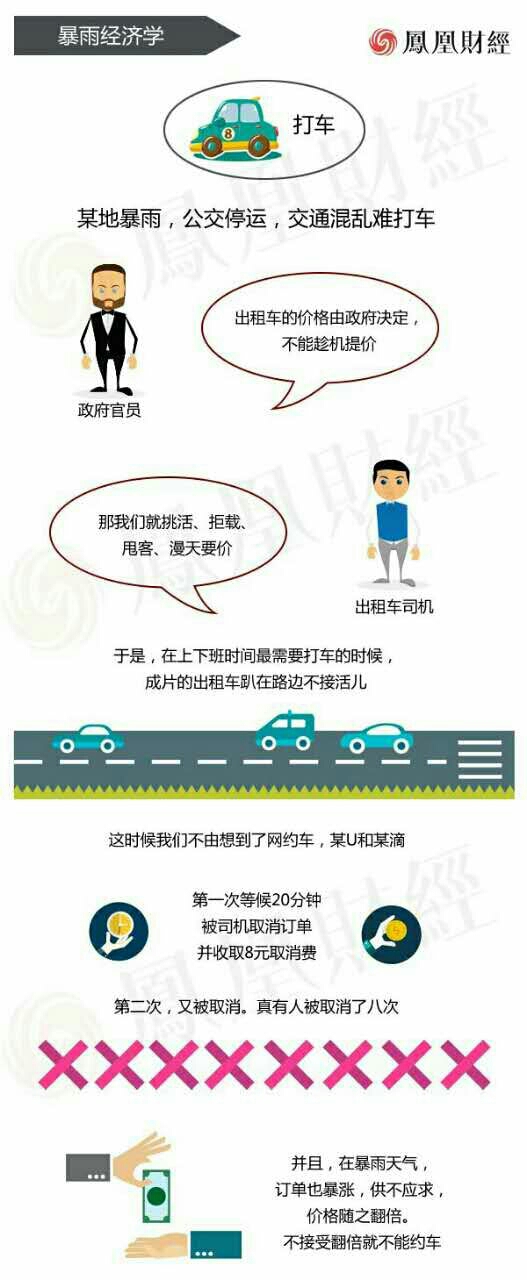 暴雨经济学
鳳凰財經
8
打车
某地暴雨，公交停运，交通混乱难打车
出租车的价格由政府决定，
不能趁机提价
政府官员
那我们就挑活、拒载、
甩客、漫天要价
出租车司机
于是，在上下班时间最需要打车的时候，
成片的出租车趴在路边不接活儿
这时候我们不由想到了网约车，某U和某滴
第一次等候20分钟
被司机取消订单
并收取8元取消费
第二次，又被取消。真有人被取消了八次
并且，在暴雨天气，
订单也暴涨，供不应求，
价格随之翻倍。
不接受翻倍就不能约车